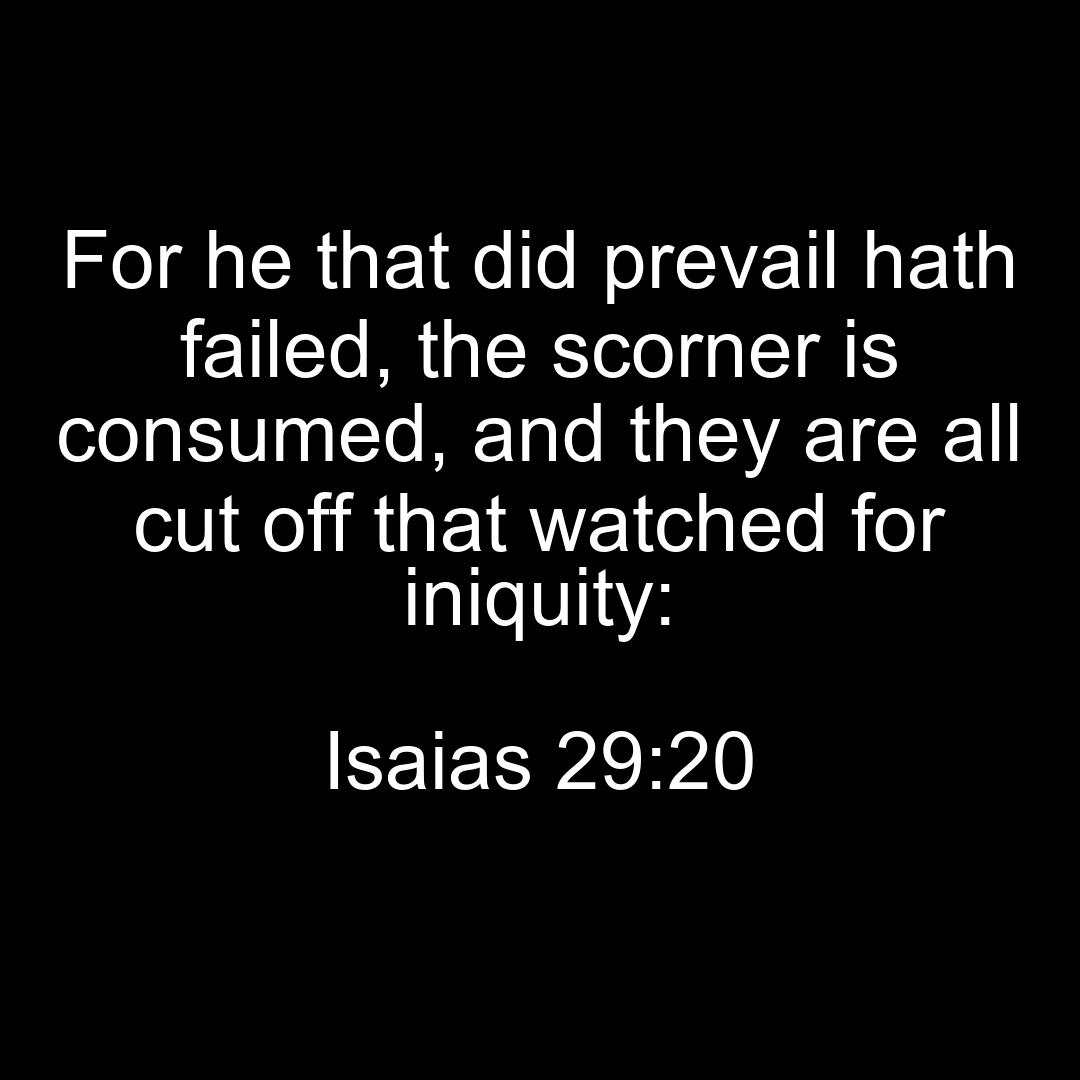 For he that did prevail hath
failed, the scorner is
consumed, and they are all
cut off that watched for
iniquity:
Isaias 29:20